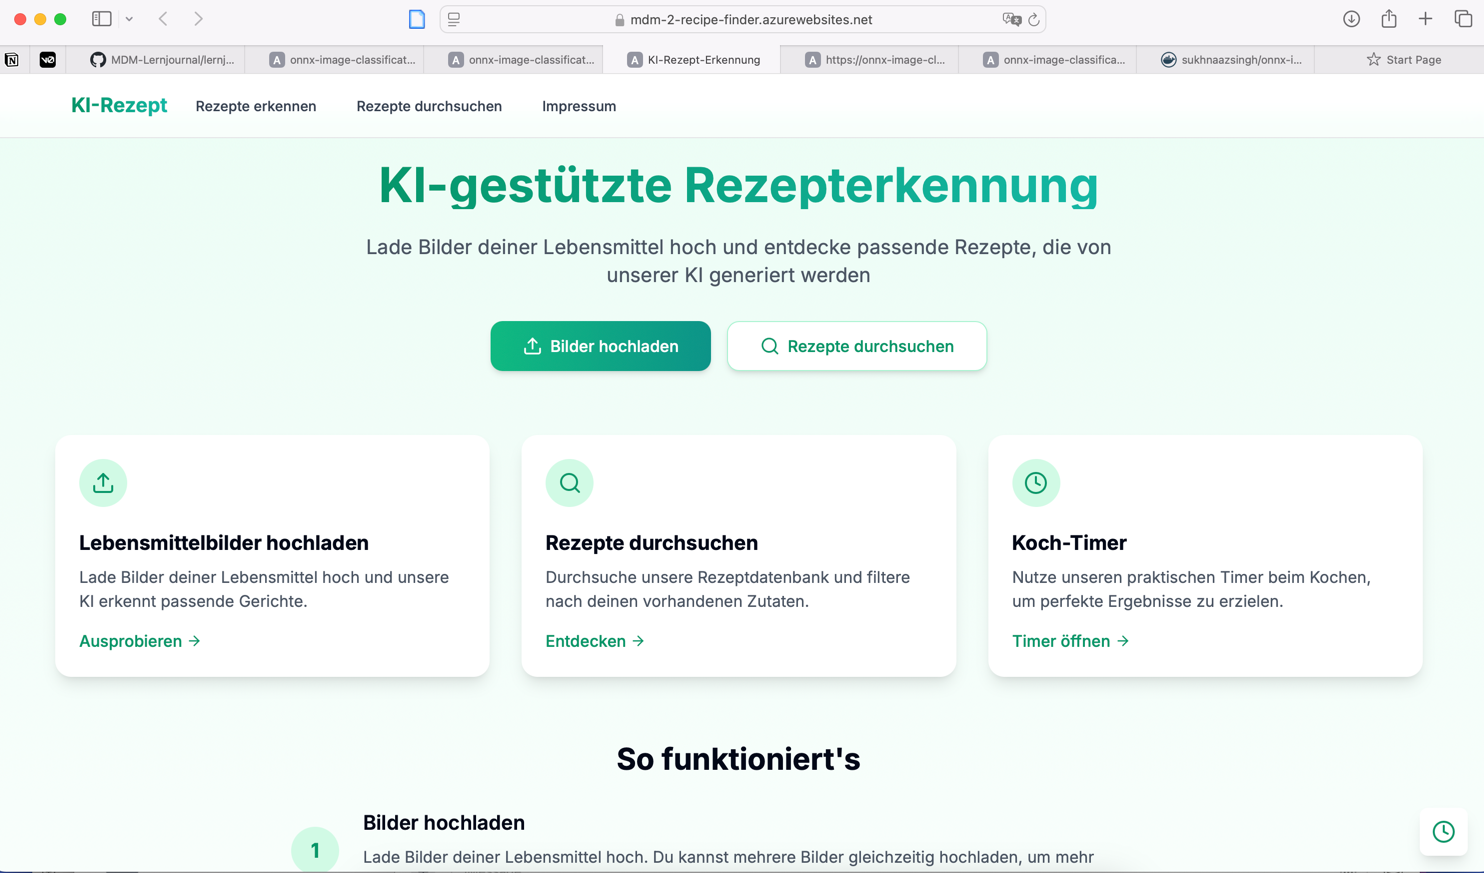 mdm-2-recipe-finder.azurewebsites.net
MDM-Lernjournal/lernj...
A onnx-image-classificat...
A onnx-image-classificat...
A KI-Rezept-Erkennung
A https://onnx-image-cl...
A onnx-image-classifica...
sukhnaazsingh/onnx-i...
Start Page
KI-Rezept
Rezepte erkennen
Rezepte durchsuchen
Impressum
KI-gestützte Rezepterkennung
Lade Bilder deiner Lebensmittel hoch und entdecke passende Rezepte, die von
unserer KI generiert werden
Bilder hochladen
Rezepte durchsuchen
Lebensmittelbilder hochladen
Lade Bilder deiner Lebensmittel hoch und unsere
KI erkennt passende Gerichte.
Ausprobieren →
Rezepte durchsuchen
Durchsuche unsere Rezeptdatenbank und filtere
nach deinen vorhandenen Zutaten.
Entdecken →
Koch-Timer
Nutze unseren praktischen Timer beim Kochen,
um perfekte Ergebnisse zu erzielen.
Timer öffnen →
So funktioniert's
1
Bilder hochladen
Lade Bilder deiner Lebensmittel hoch. Du kannst mehrere Bilder gleichzeitig hochladen, um mehr